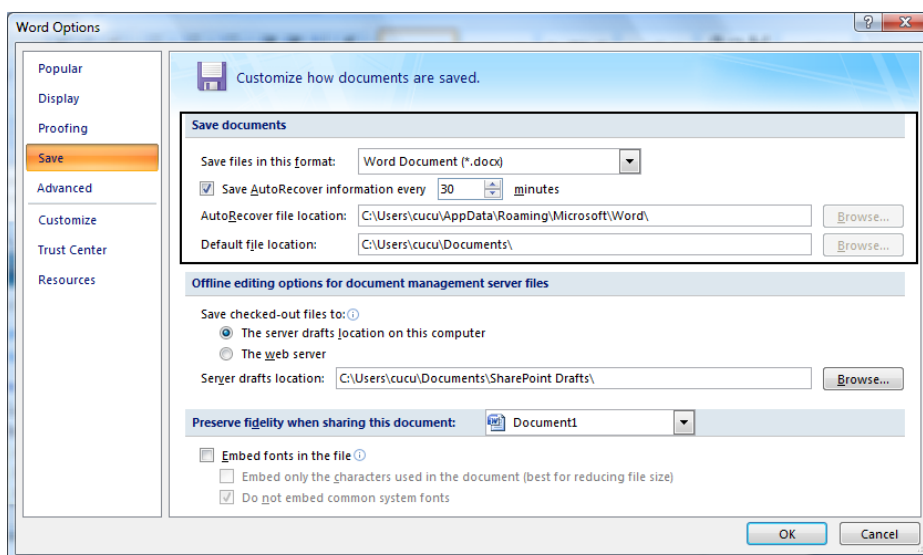 Word Options
Popular
Display
Proofing
Save
Advanced
Customize
Trust Center
Resources
Customize how documents are saved.
Save documents
Save files in this format: Word Document (*.docx)
Save AutoRecover information every 30 minutes
AutoRecover file location: C:\Users\cucu\AppData\Roaming\Microsoft\Word\ Browse...
Default file location: C:\Users\cucu\Documents\ Browse...
Offline editing options for document management server files
Save checked-out files to:
The server drafts location on this computer
The web server
Server drafts location: C:\Users\cucu\Documents\SharePoint Drafts\ Browse...
Preserve fidelity when sharing this document: Document1
Embed fonts in the file
Embed only the characters used in the document (best for reducing file size)
Do not embed common system fonts
OK Cancel